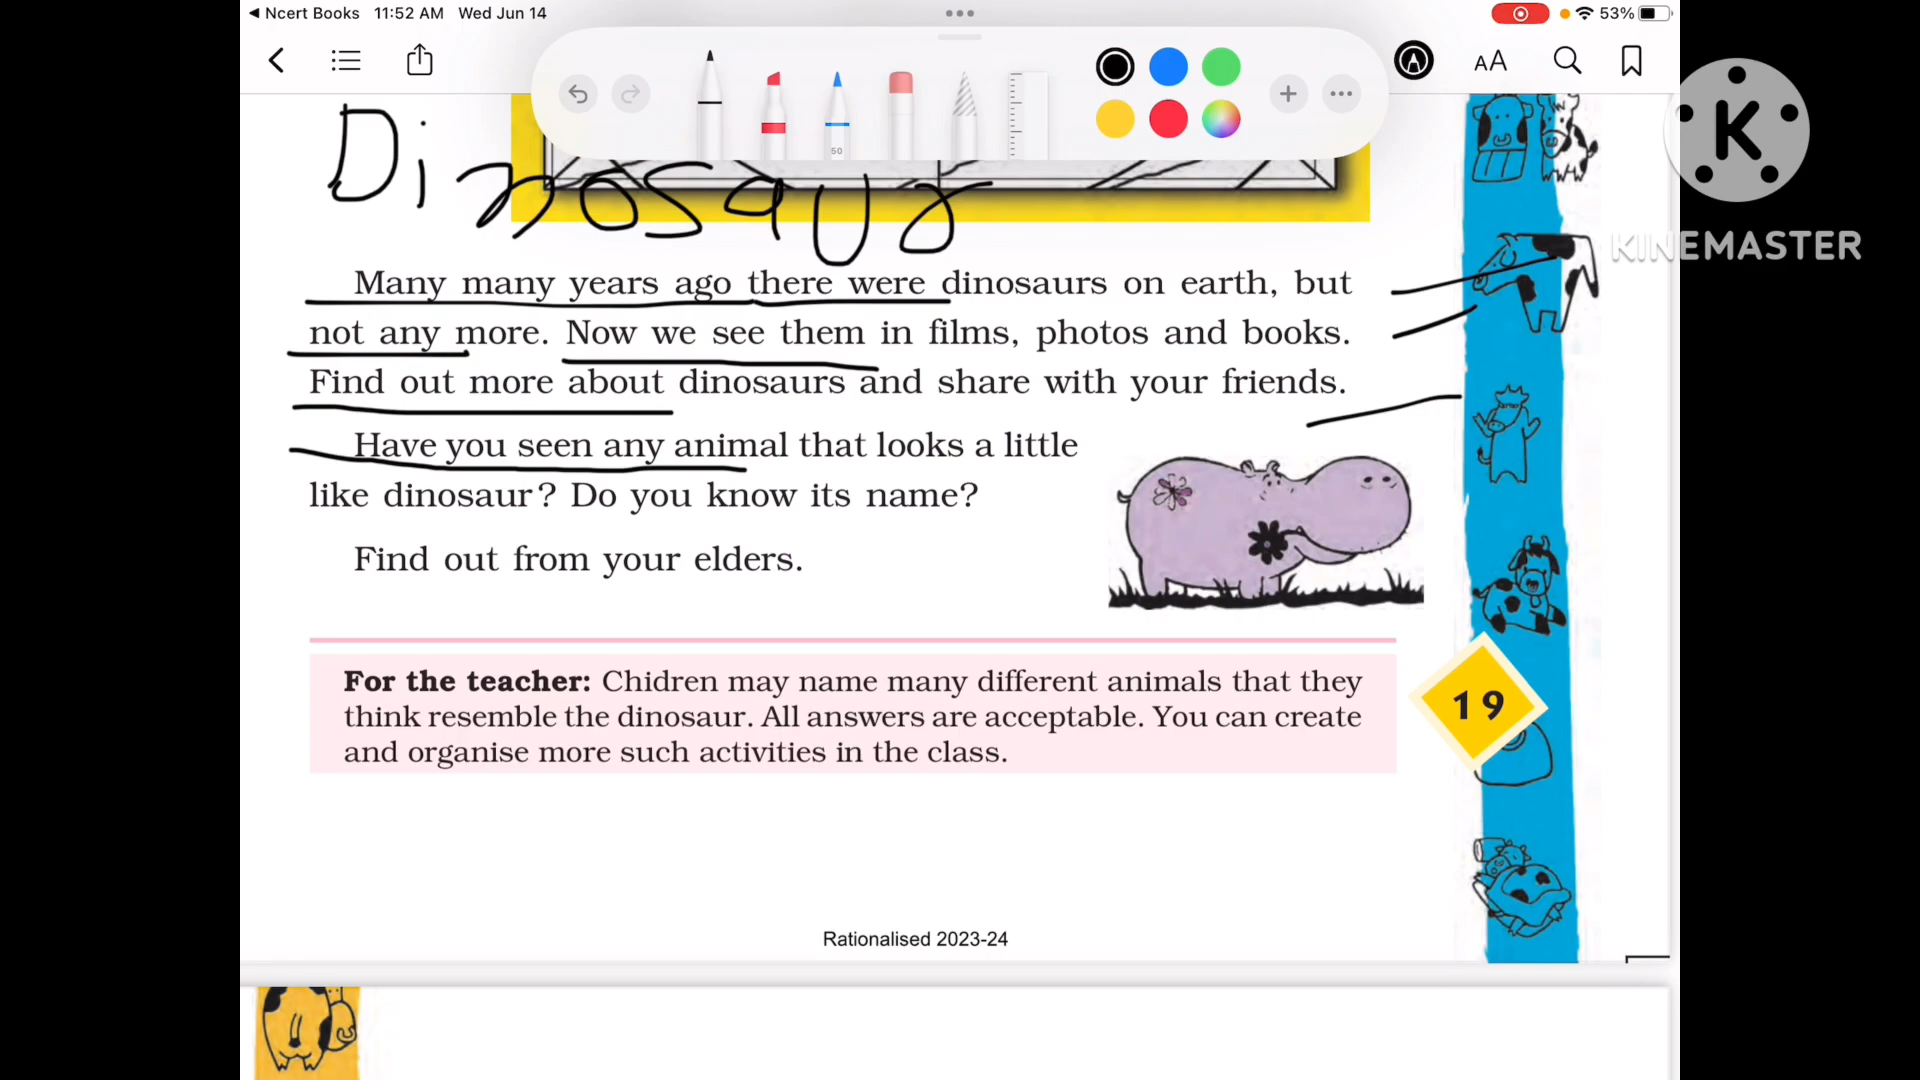 Ncert Books 11:52 AM Wed Jun 14
53%
AA
50
K
KINEMASTER
Dinosaur
Many many years ago there were dinosaurs on earth, but
not any more. Now we see them in films, photos and books.
Find out more about dinosaurs and share with your friends.
Have you seen any animal that looks a little
like dinosaur? Do you know its name?
Find out from your elders.
For the teacher: Chidren may name many different animals that they
think resemble the dinosaur. All answers are acceptable. You can create
and organise more such activities in the class.
19
Rationalised 2023-24